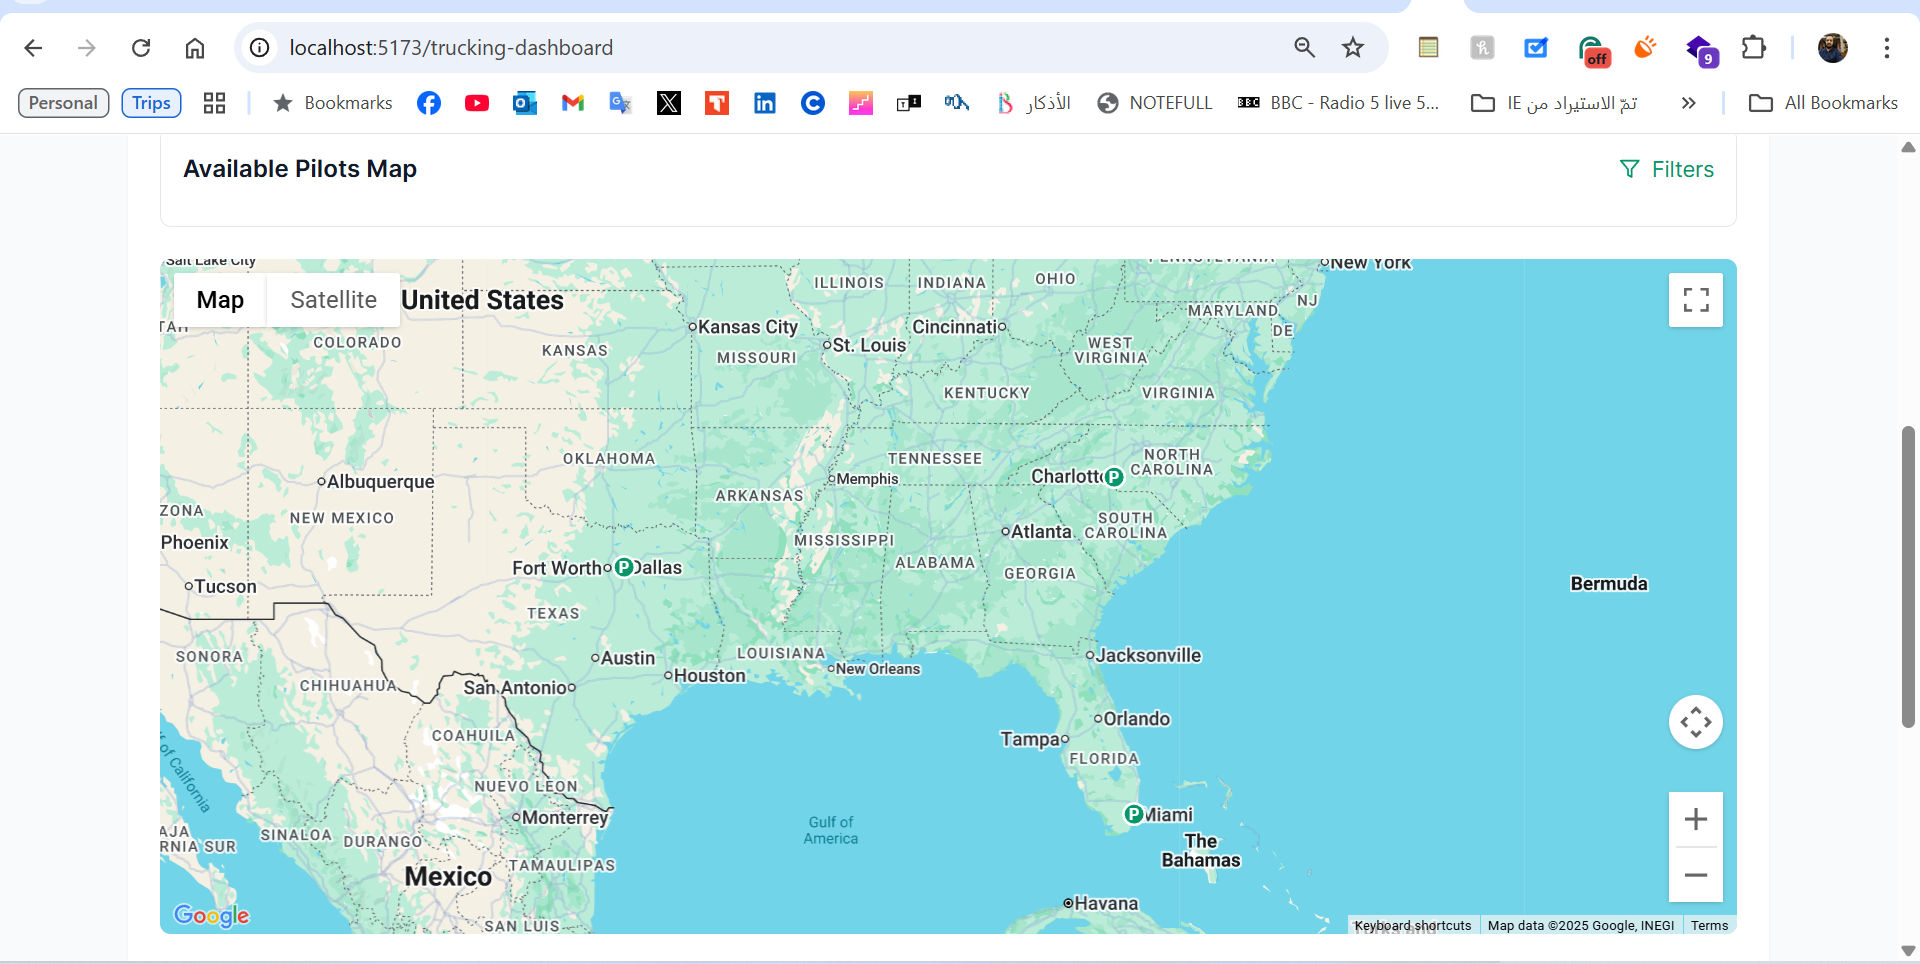 localhost:5173/trucking-dashboard
off
9
Personal
Trips
Bookmarks
الأذكار
NOTEFULL
BBC - Radio 5 live 5...
تمّ الاستيراد من IE
All Bookmarks
Available Pilots Map
Filters
Salt Lake City
PENNSYLVANIA
New York
Map
Satellite
United States
ILLINOIS
INDIANA
OHIO
NJ
MARYLAND
DE
Kansas City
Cincinnati
St. Louis
COLORADO
KANSAS
MISSOURI
WEST
VIRGINIA
KENTUCKY
VIRGINIA
OKLAHOMA
TENNESSEE
NORTH
CAROLINA
Charlotte
P
Albuquerque
Memphis
ARKANSAS
ZONA
NEW MEXICO
SOUTH
CAROLINA
Atlanta
Phoenix
MISSISSIPPI
ALABAMA
GEORGIA
Fort Worth
P
Dallas
Tucson
Bermuda
TEXAS
SONORA
Austin
LOUISIANA
New Orleans
Jacksonville
Houston
CHIHUAHUA
San Antonio
Orlando
COAHUILA
Tampa
FLORIDA
f of California
NUEVO LEON
Monterrey
P
Miami
Gulf of
America
The
Bahamas
AJA
RNIA SUR
SINALOA
DURANGO
TAMAULIPAS
Mexico
Havana
Google
SAN LUIS
Keyboard shortcuts
Map data ©2025 Google, INEGI
Terms